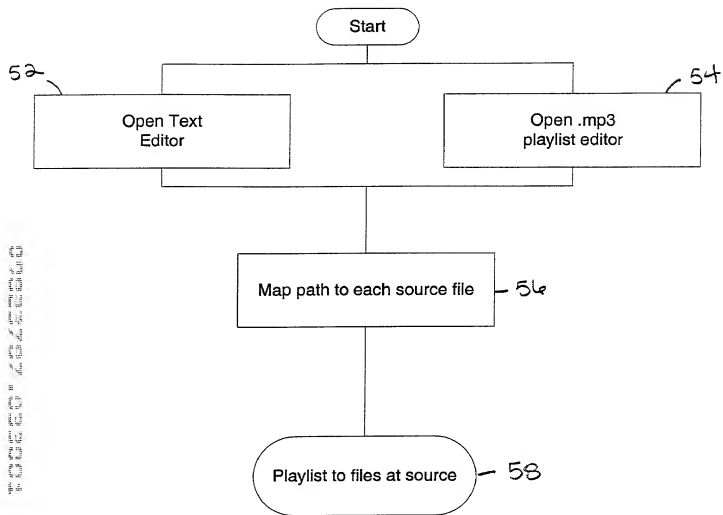 Start
52
54
Open Text
Editor
Open .mp3
playlist editor
Map path to each source file
56
Playlist to files at source
58